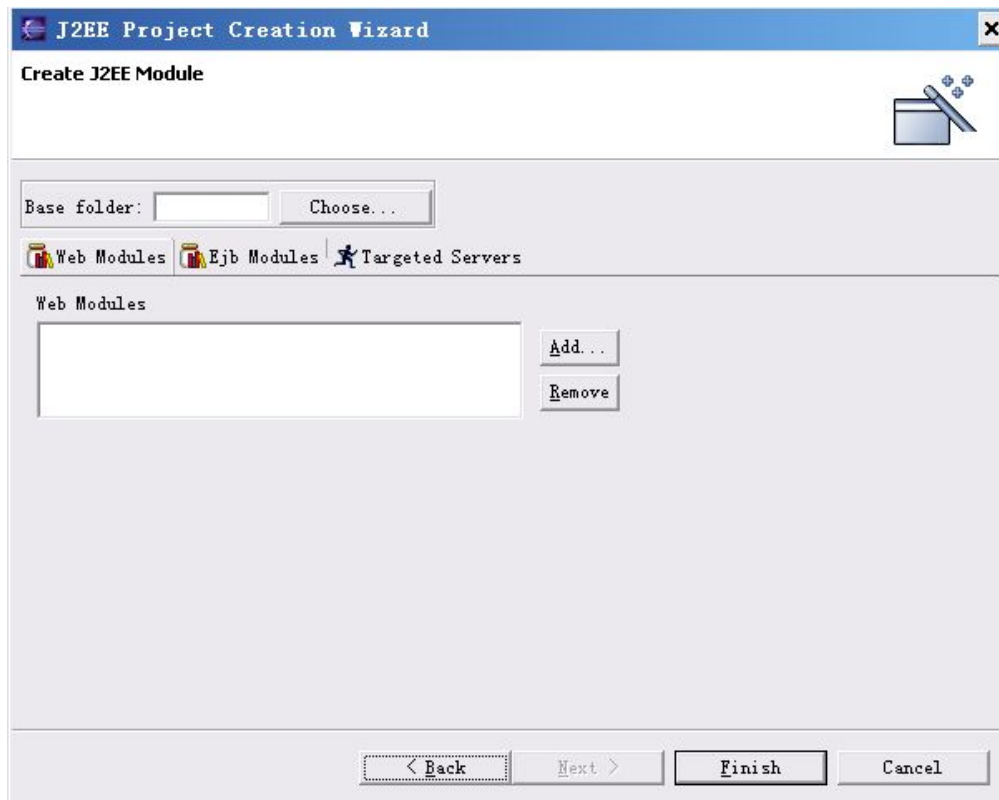 J2EE Project Creation Wizard
Create J2EE Module
Base folder: Choose...
Web Modules Ejb Modules Targeted Servers
Web Modules
Add...
Remove
< Back Next > Finish Cancel